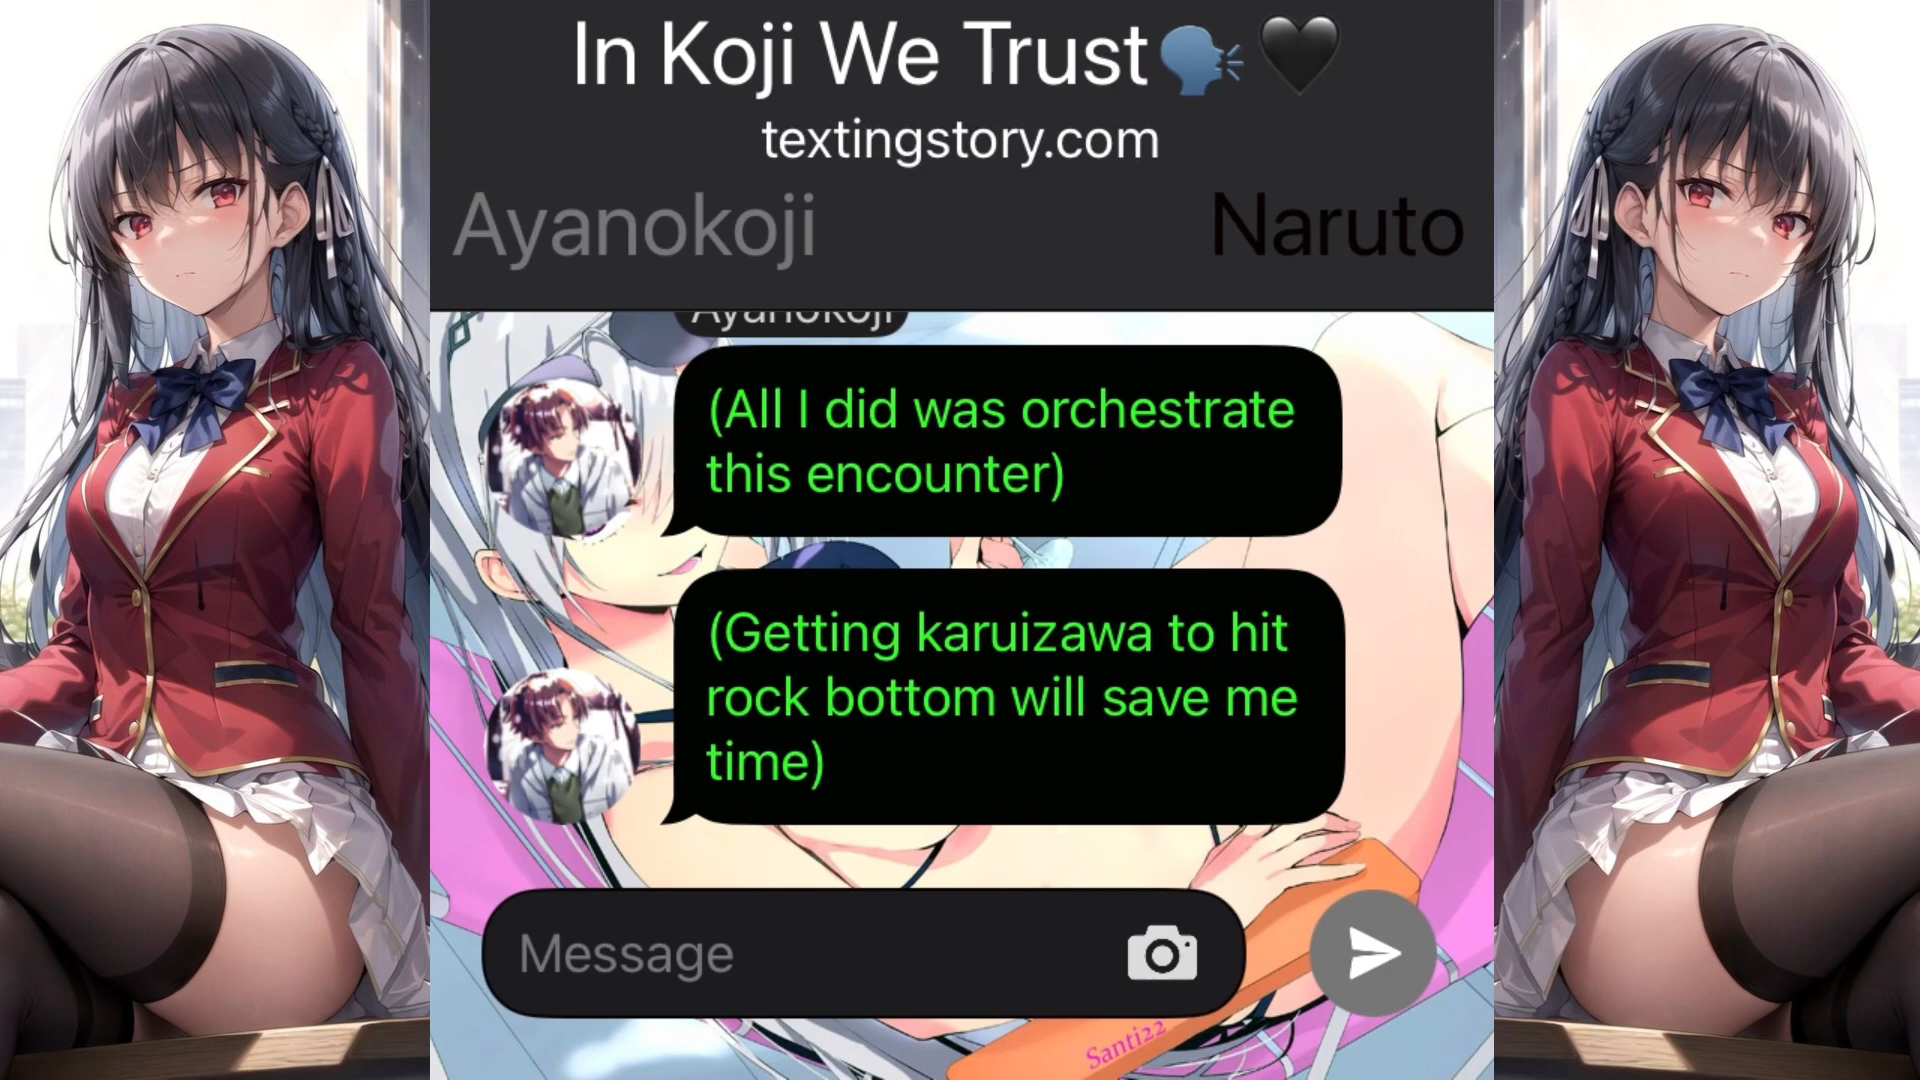 In Koji We Trust🗣️🖤
textingstory.com
Ayanokoji
Naruto
Ayanokoji
(All I did was orchestrate
this encounter)
(Getting karuizawa to hit
rock bottom will save me
time)
Message
Santi22